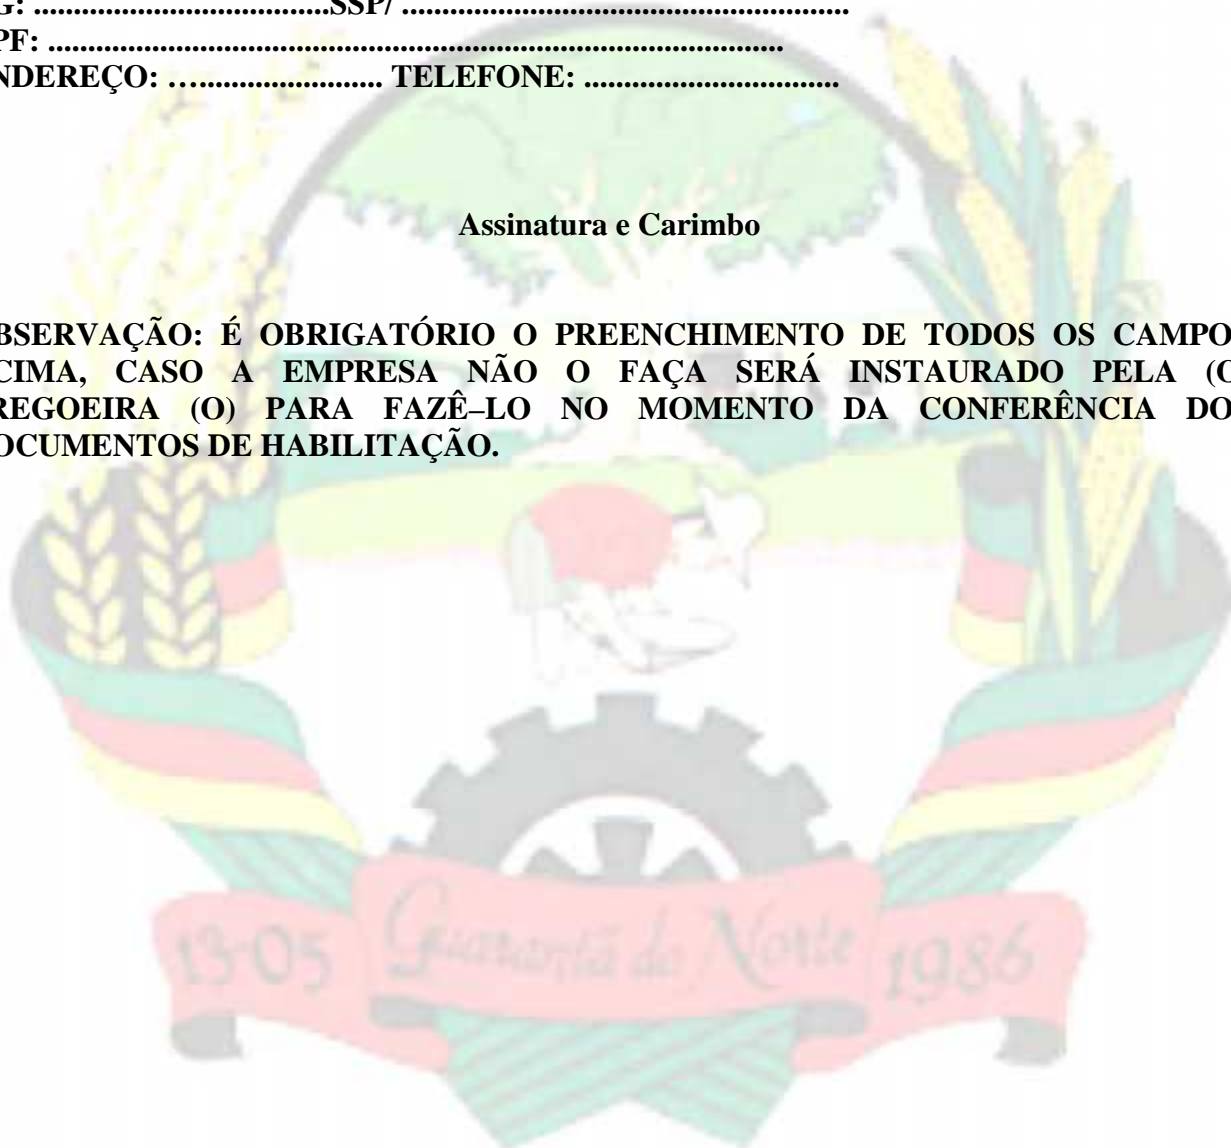 G: ......................................SSP/ .........................................................
PF: ..............................................................................................
NDEREÇO: …....................... TELEFONE: ................................
Assinatura e Carimbo
BSERVAÇÃO: É OBRIGATÓRIO O PREENCHIMENTO DE TODOS OS CAMPO
CIMA, CASO A EMPRESA NÃO O FAÇA SERÁ INSTAURADO PELA (O
REGOEIRA (O) PARA FAZÊ–LO NO MOMENTO DA CONFERÊNCIA DO
OCUMENTOS DE HABILITAÇÃO.
13-05 Guarantã do Norte 1986